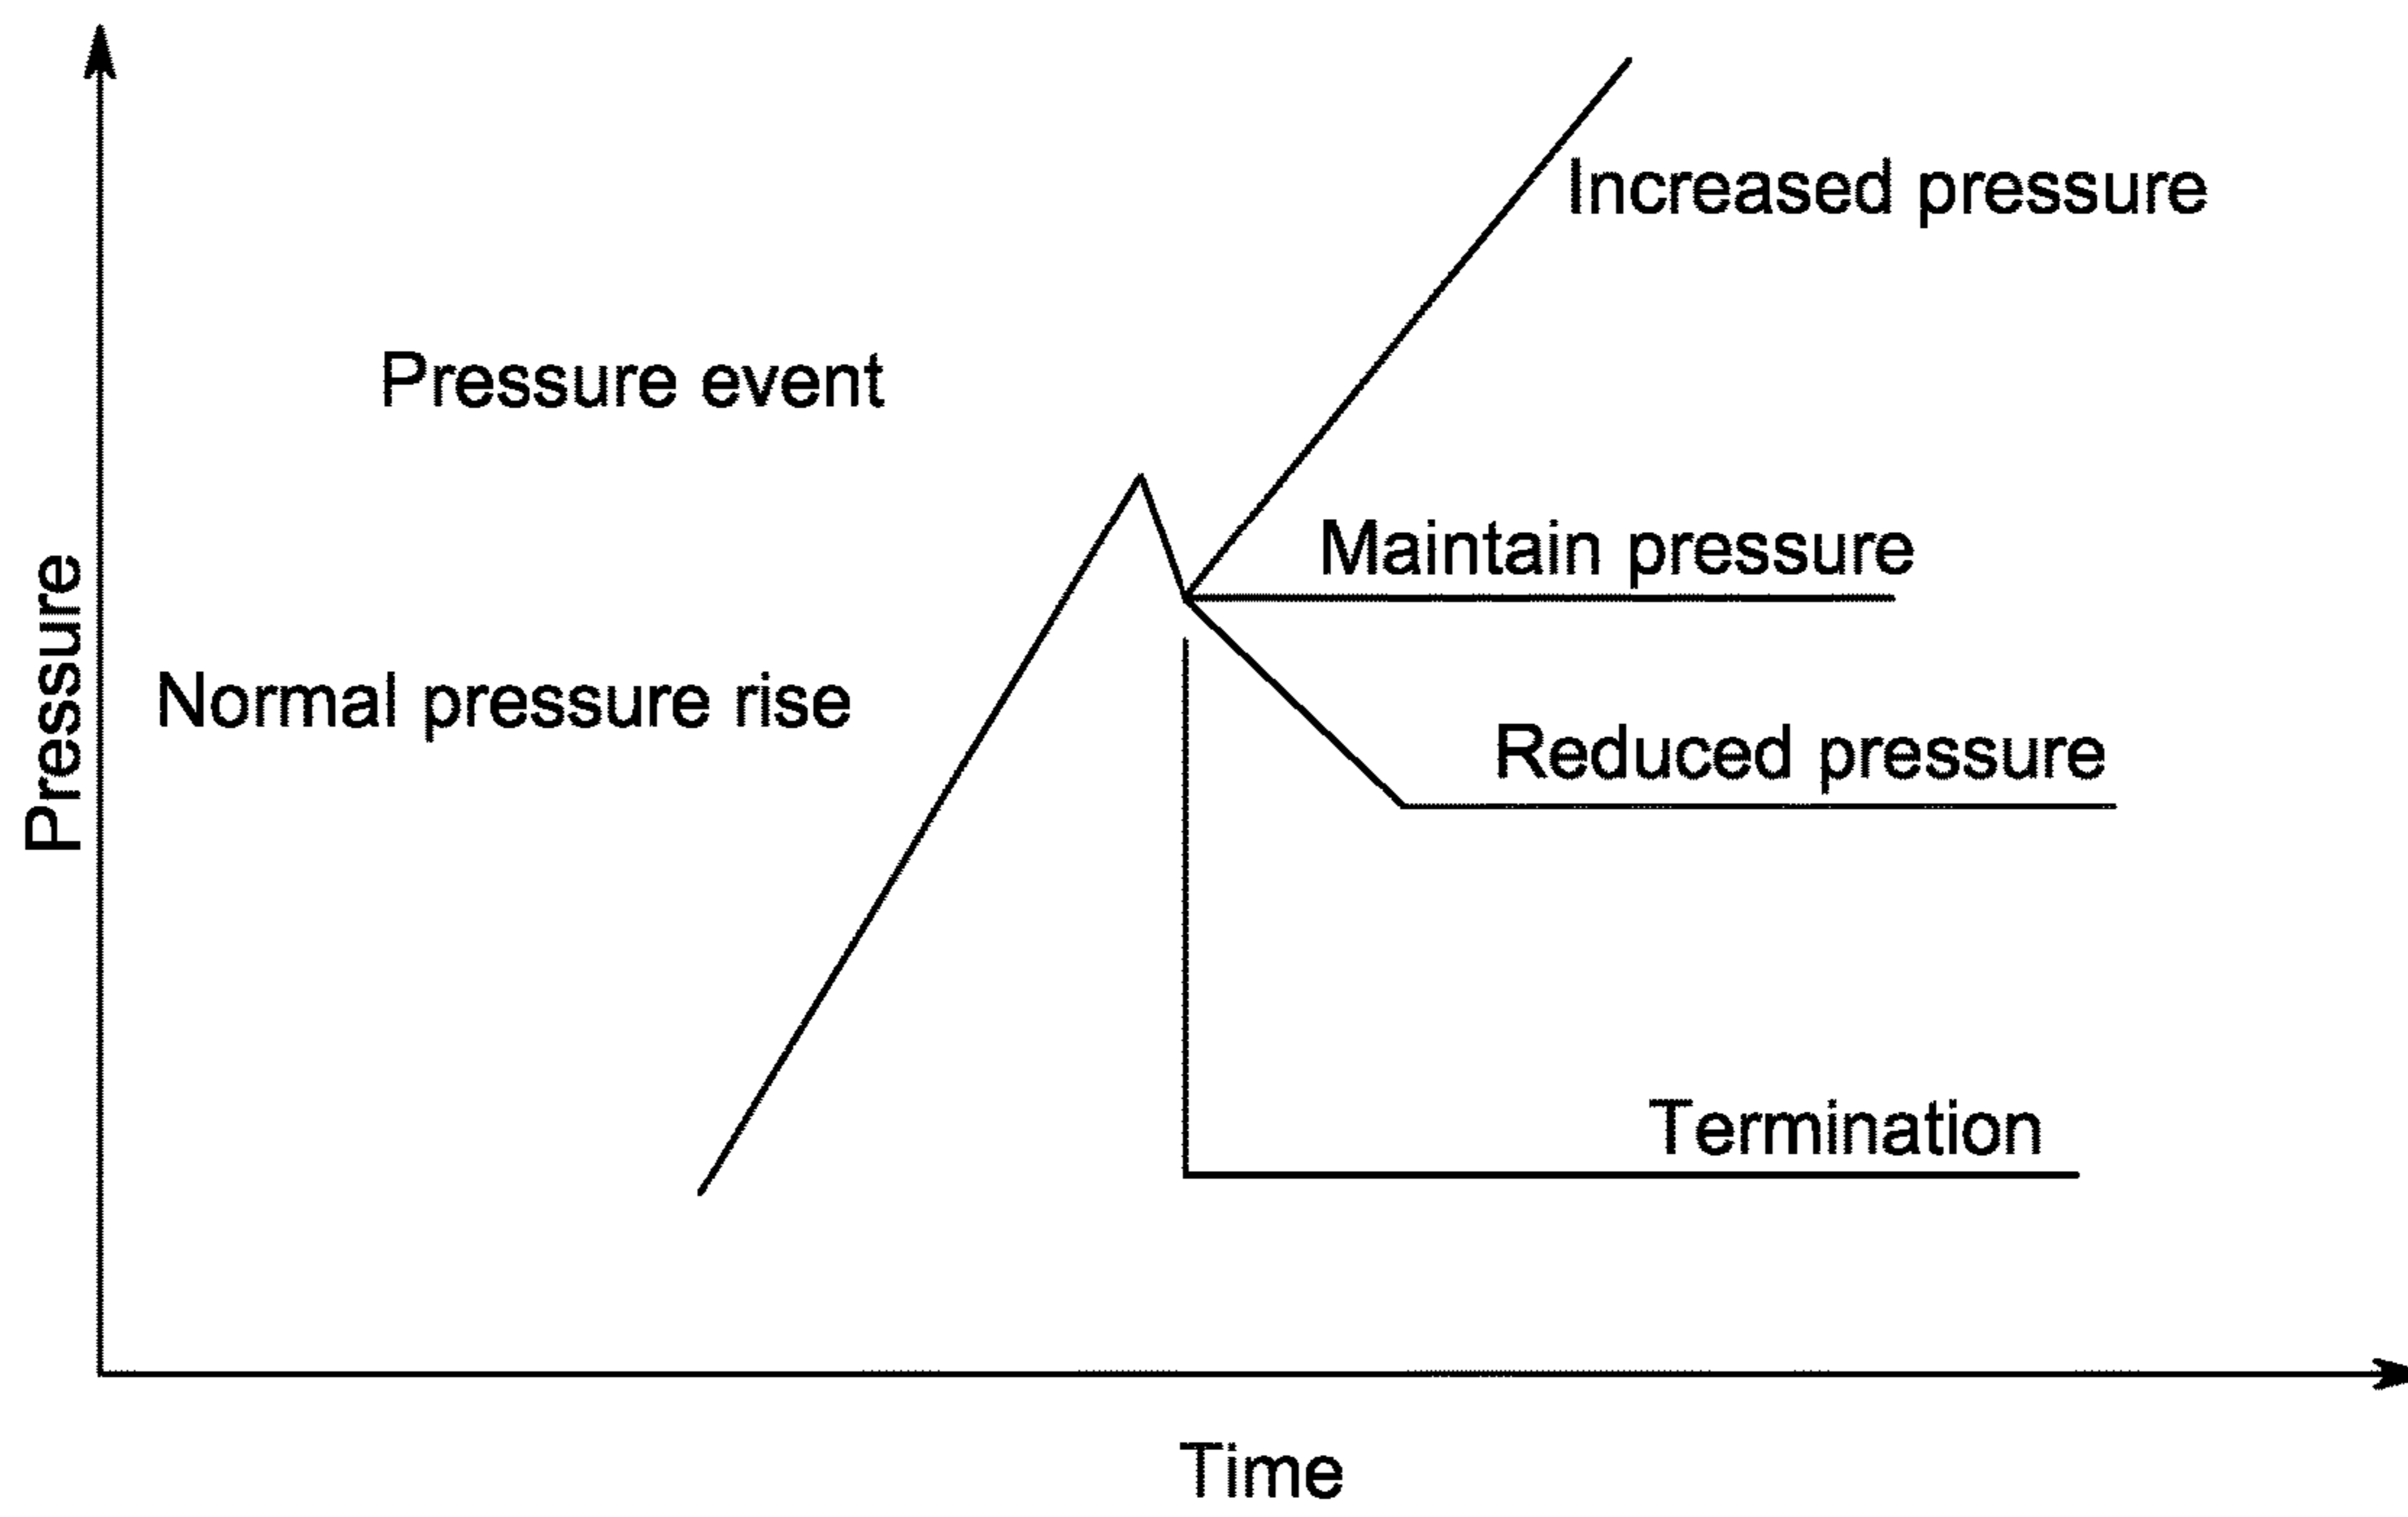 Increased pressure
Pressure event
Maintain pressure
Normal pressure rise
Reduced pressure
Pressure
Termination
Time